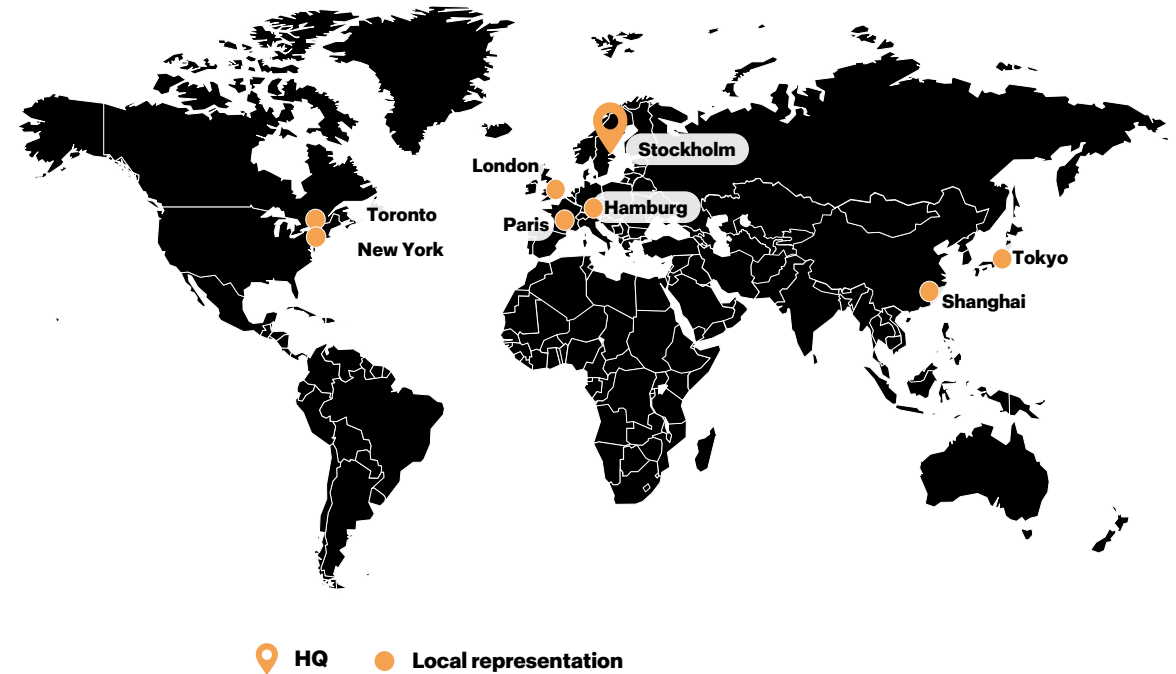 Stockholm
London
Hamburg
Toronto
Paris
New York
Tokyo
Shanghai
HQ
Local representation